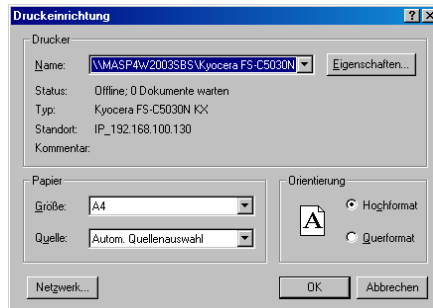 Druckeinrichtung
Drucker
Name: \\MASP4W2003SBS\Kyocera FS-C5030N Eigenschaften...
Status: Offline; 0 Dokumente warten
Typ: Kyocera FS-C5030N KX
Standort: IP_192.168.100.130
Kommentar:
Papier
Größe: A4
Quelle: Autom. Quellenauswahl
Orientierung
A
Hochformat
Querformat
Netzwerk... OK Abbrechen